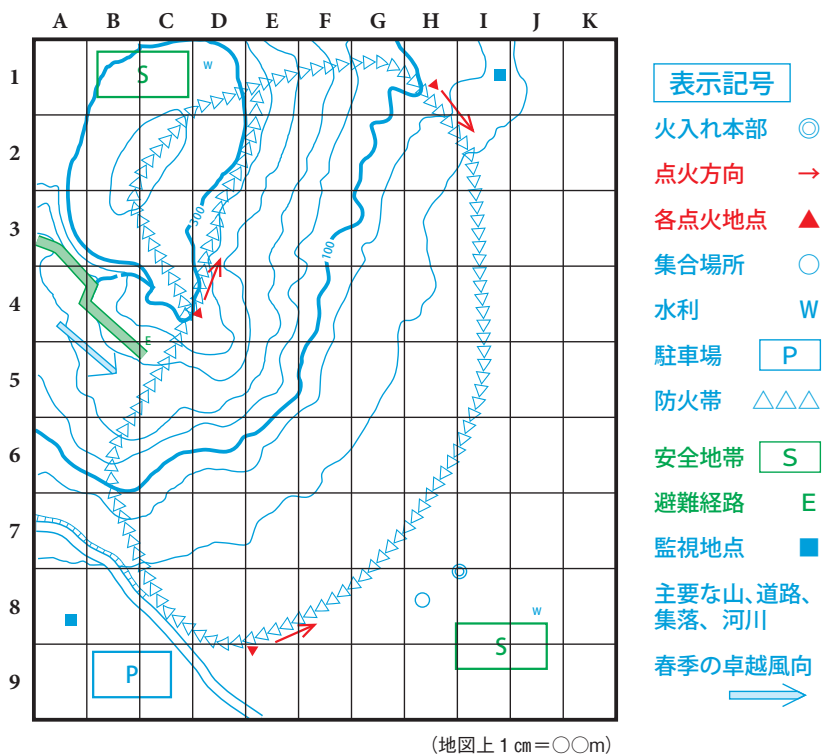 A B C D E F G H I J K
1
2
3
4
5
6
7
8
9
S
W
300
100
E
P
W
S
(地図上1㎝=○○m)
表示記号
火入れ本部 ◎
点火方向 →
各点火地点 ▲
集合場所 ○
水利 W
駐車場 P
防火帯 △△△
安全地帯 S
避難経路 E
監視地点 ■
主要な山、道路、
集落、河川
春季の卓越風向